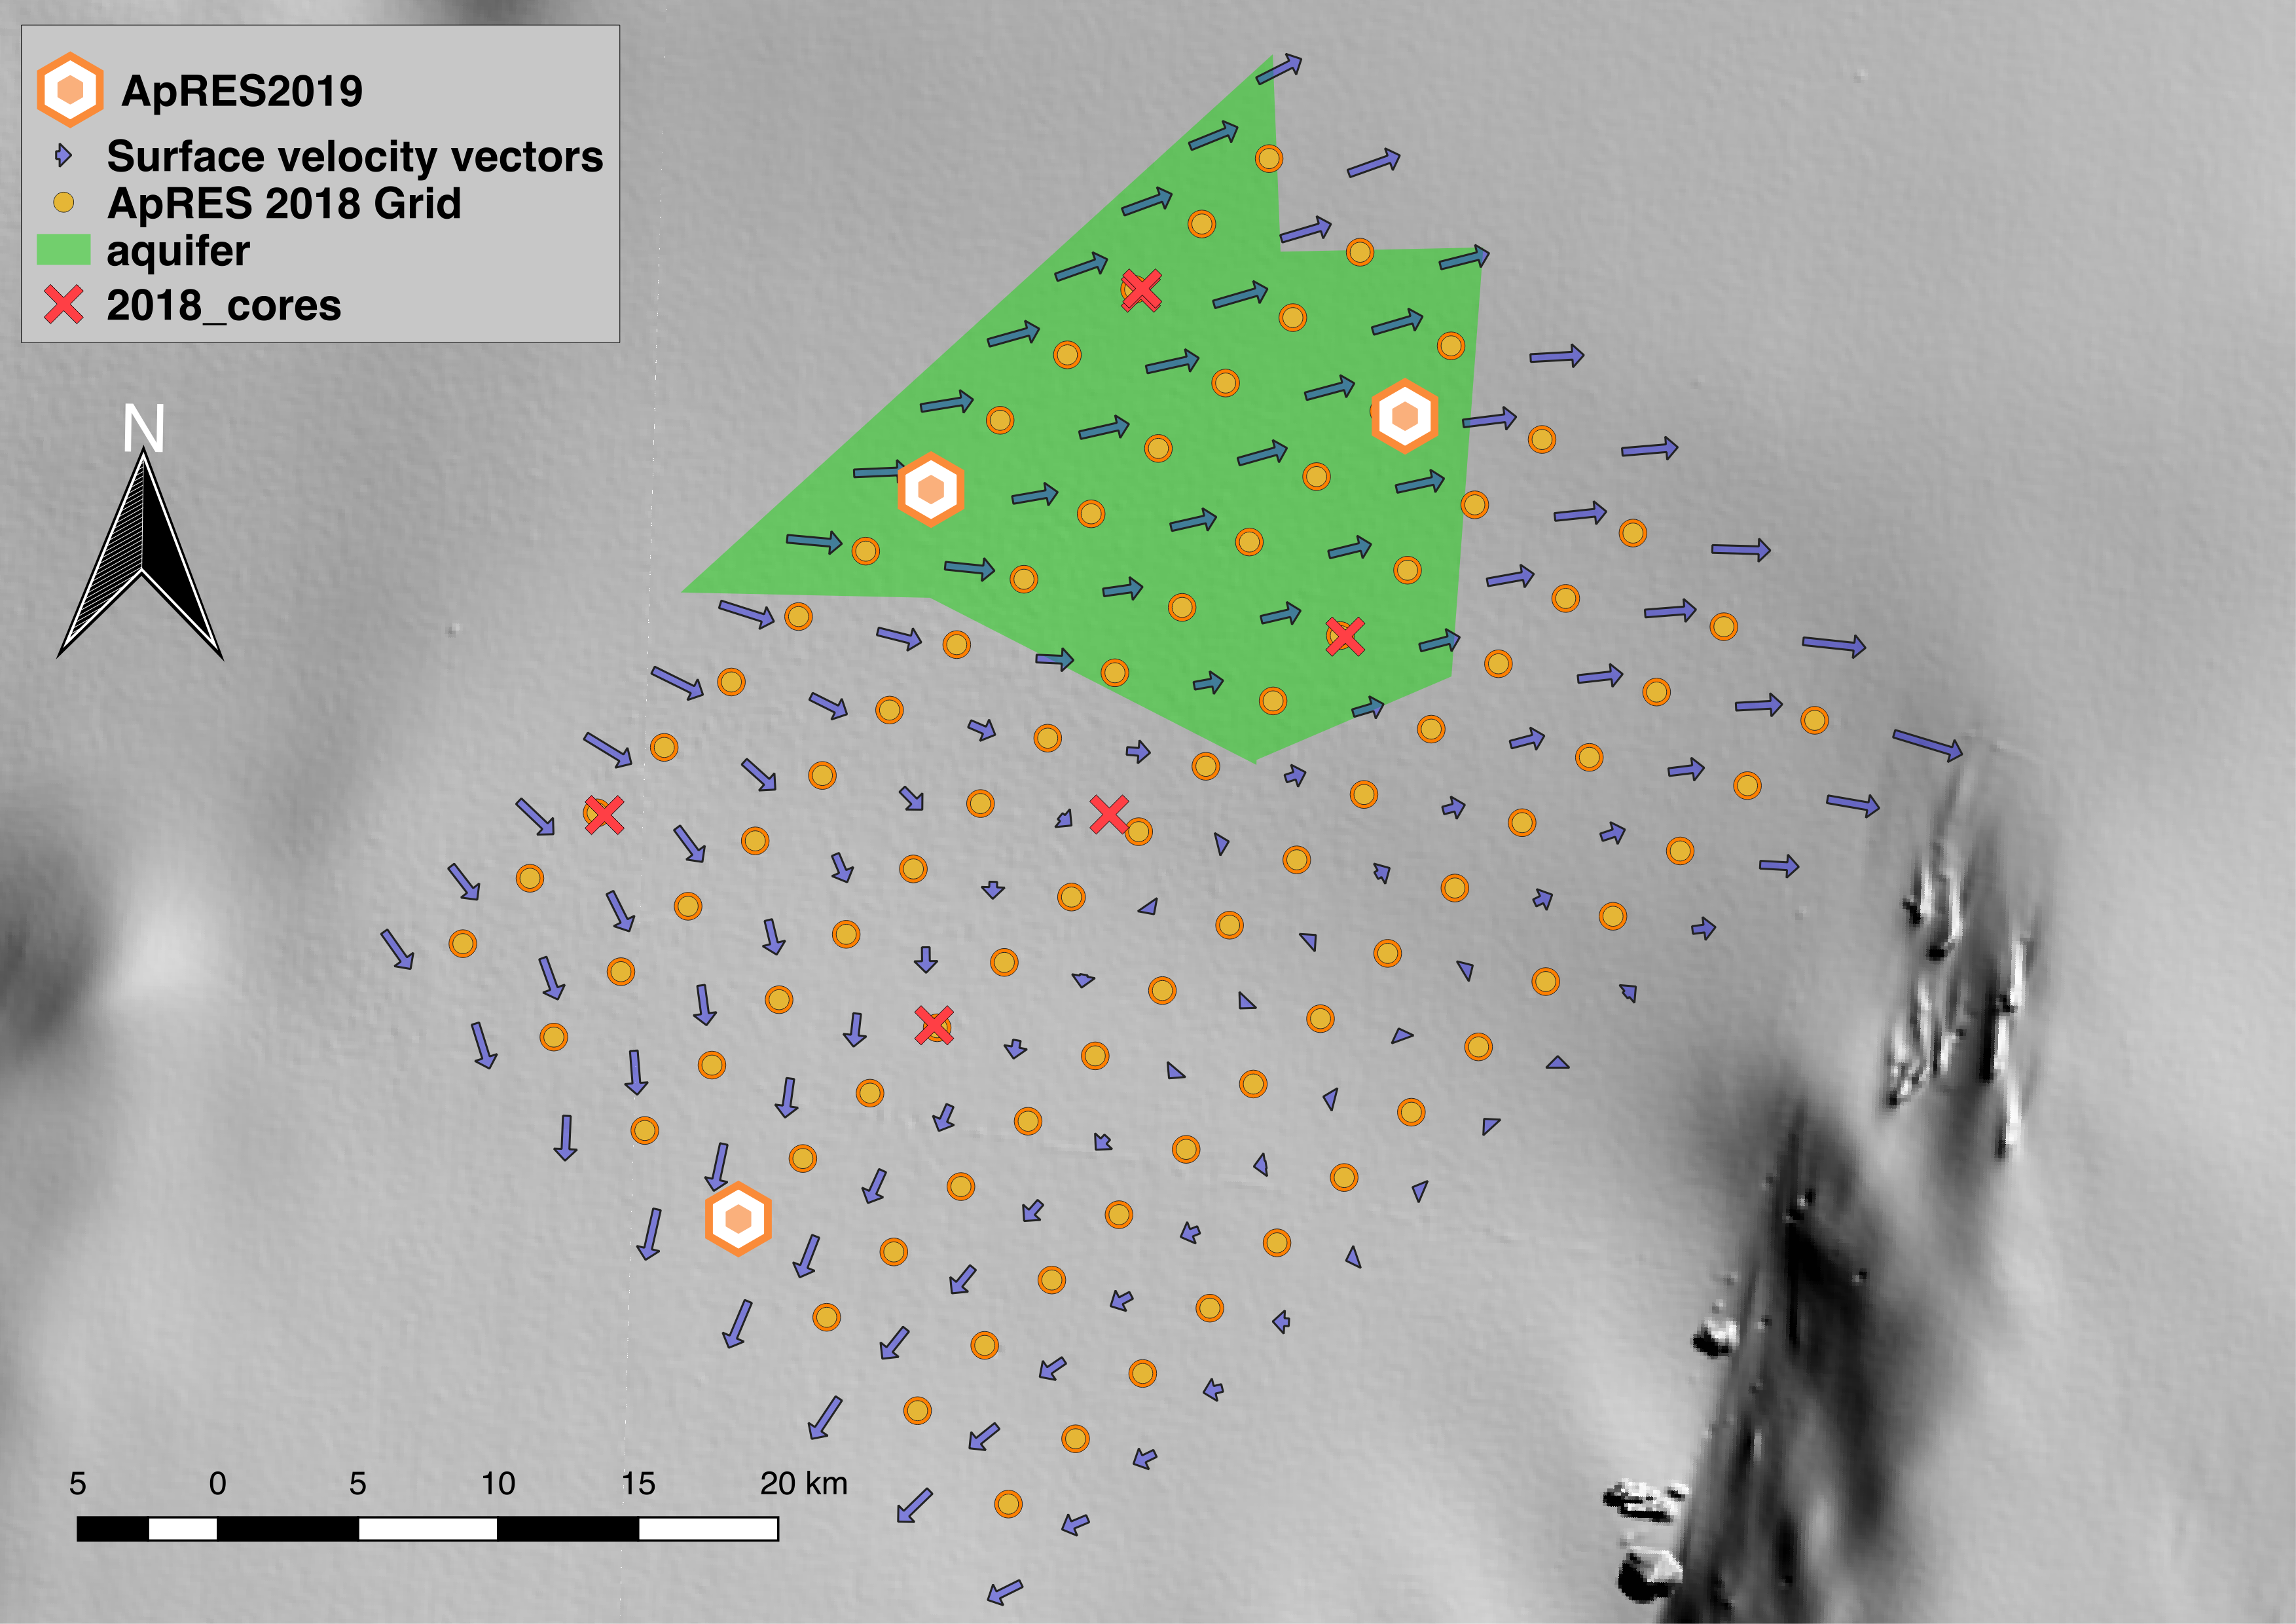 ApRES2019
Surface velocity vectors
ApRES 2018 Grid
aquifer
2018_cores
N
5 0 5 10 15 20 km